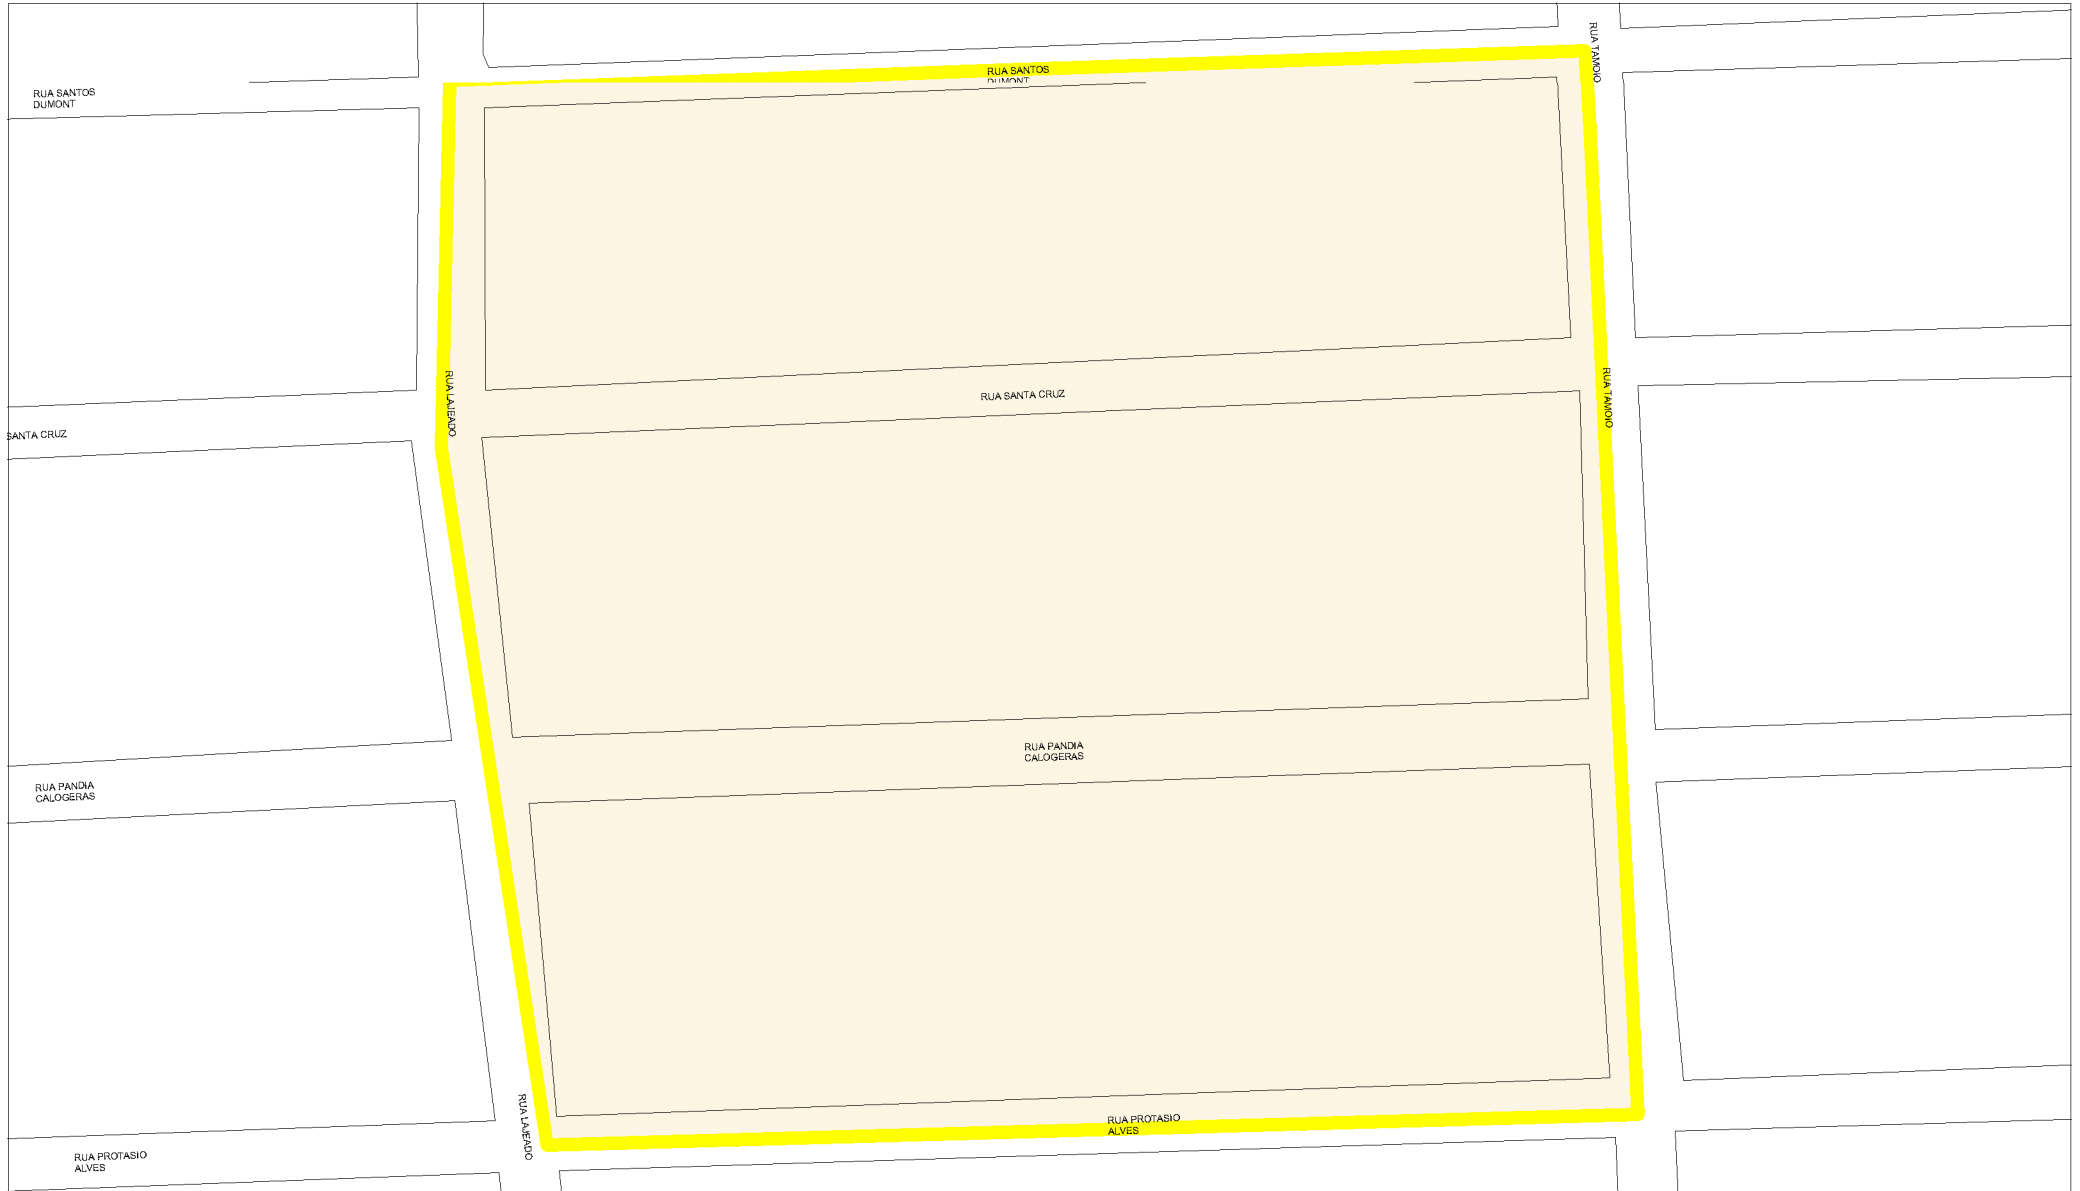 RUA TAMOIO
RUA SANTOS
DUMONT
RUA SANTOS
DUMONT
RUA LAJEADO
RUA TAMOIO
RUA SANTA CRUZ
SANTA CRUZ
RUA PANDIA
CALOGERAS
RUA PANDIA
CALOGERAS
RUA LAJEADO
RUA PROTASIO
ALVES
RUA PROTASIO
ALVES